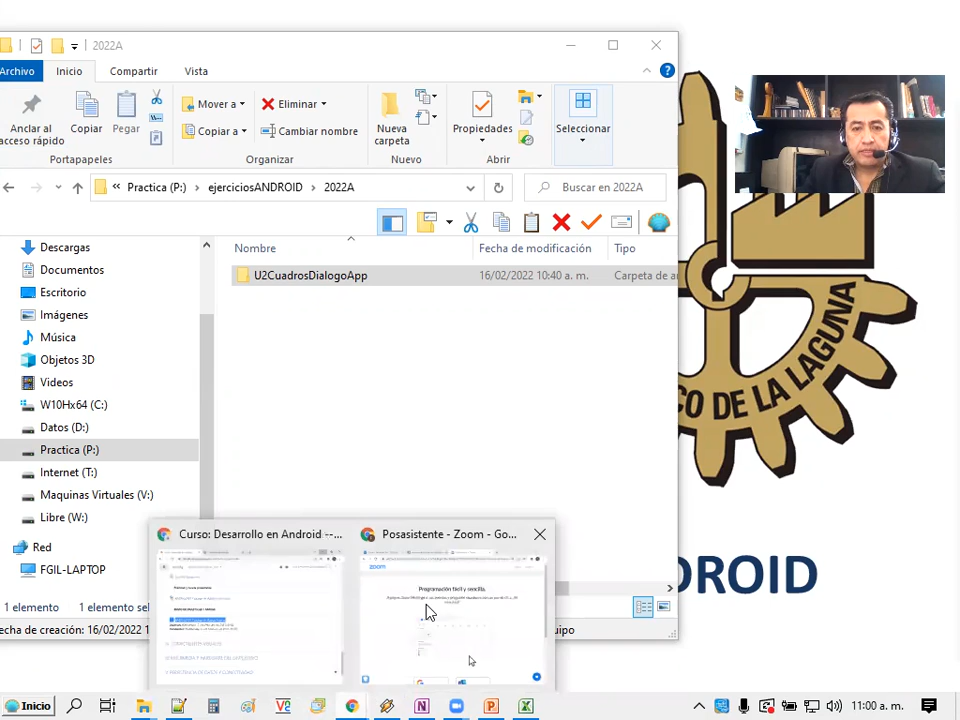 2022A
Archivo Inicio Compartir Vista
Anclar al acceso rápido
Copiar
Pegar
Portapapeles
Mover a
Copiar a
Eliminar
Cambiar nombre
Organizar
Nueva carpeta
Nuevo
Propiedades
Abrir
Seleccionar
« Practica (P:) > ejerciciosANDROID > 2022A
Buscar en 2022A
Nombre Fecha de modificación Tipo
U2CuadrosDialogoApp 16/02/2022 10:40 a. m. Carpeta de a
Descargas
Documentos
Escritorio
Imágenes
Música
Objetos 3D
Videos
W10Hx64 (C:)
Datos (D:)
Practica (P:)
Internet (T:)
Maquinas Virtuales (V:)
Libre (W:)
Red
FGIL-LAPTOP
1 elemento 1 elemento sel
echa de creación: 16/02/2022 1
uipo
Curso: Desarrollo en Android --...
Posasistente - Zoom - Go...
zoom
Programación fácil y sencilla.
CO DE LA LAGUNA
DROID
Inicio
11:00 a. m.